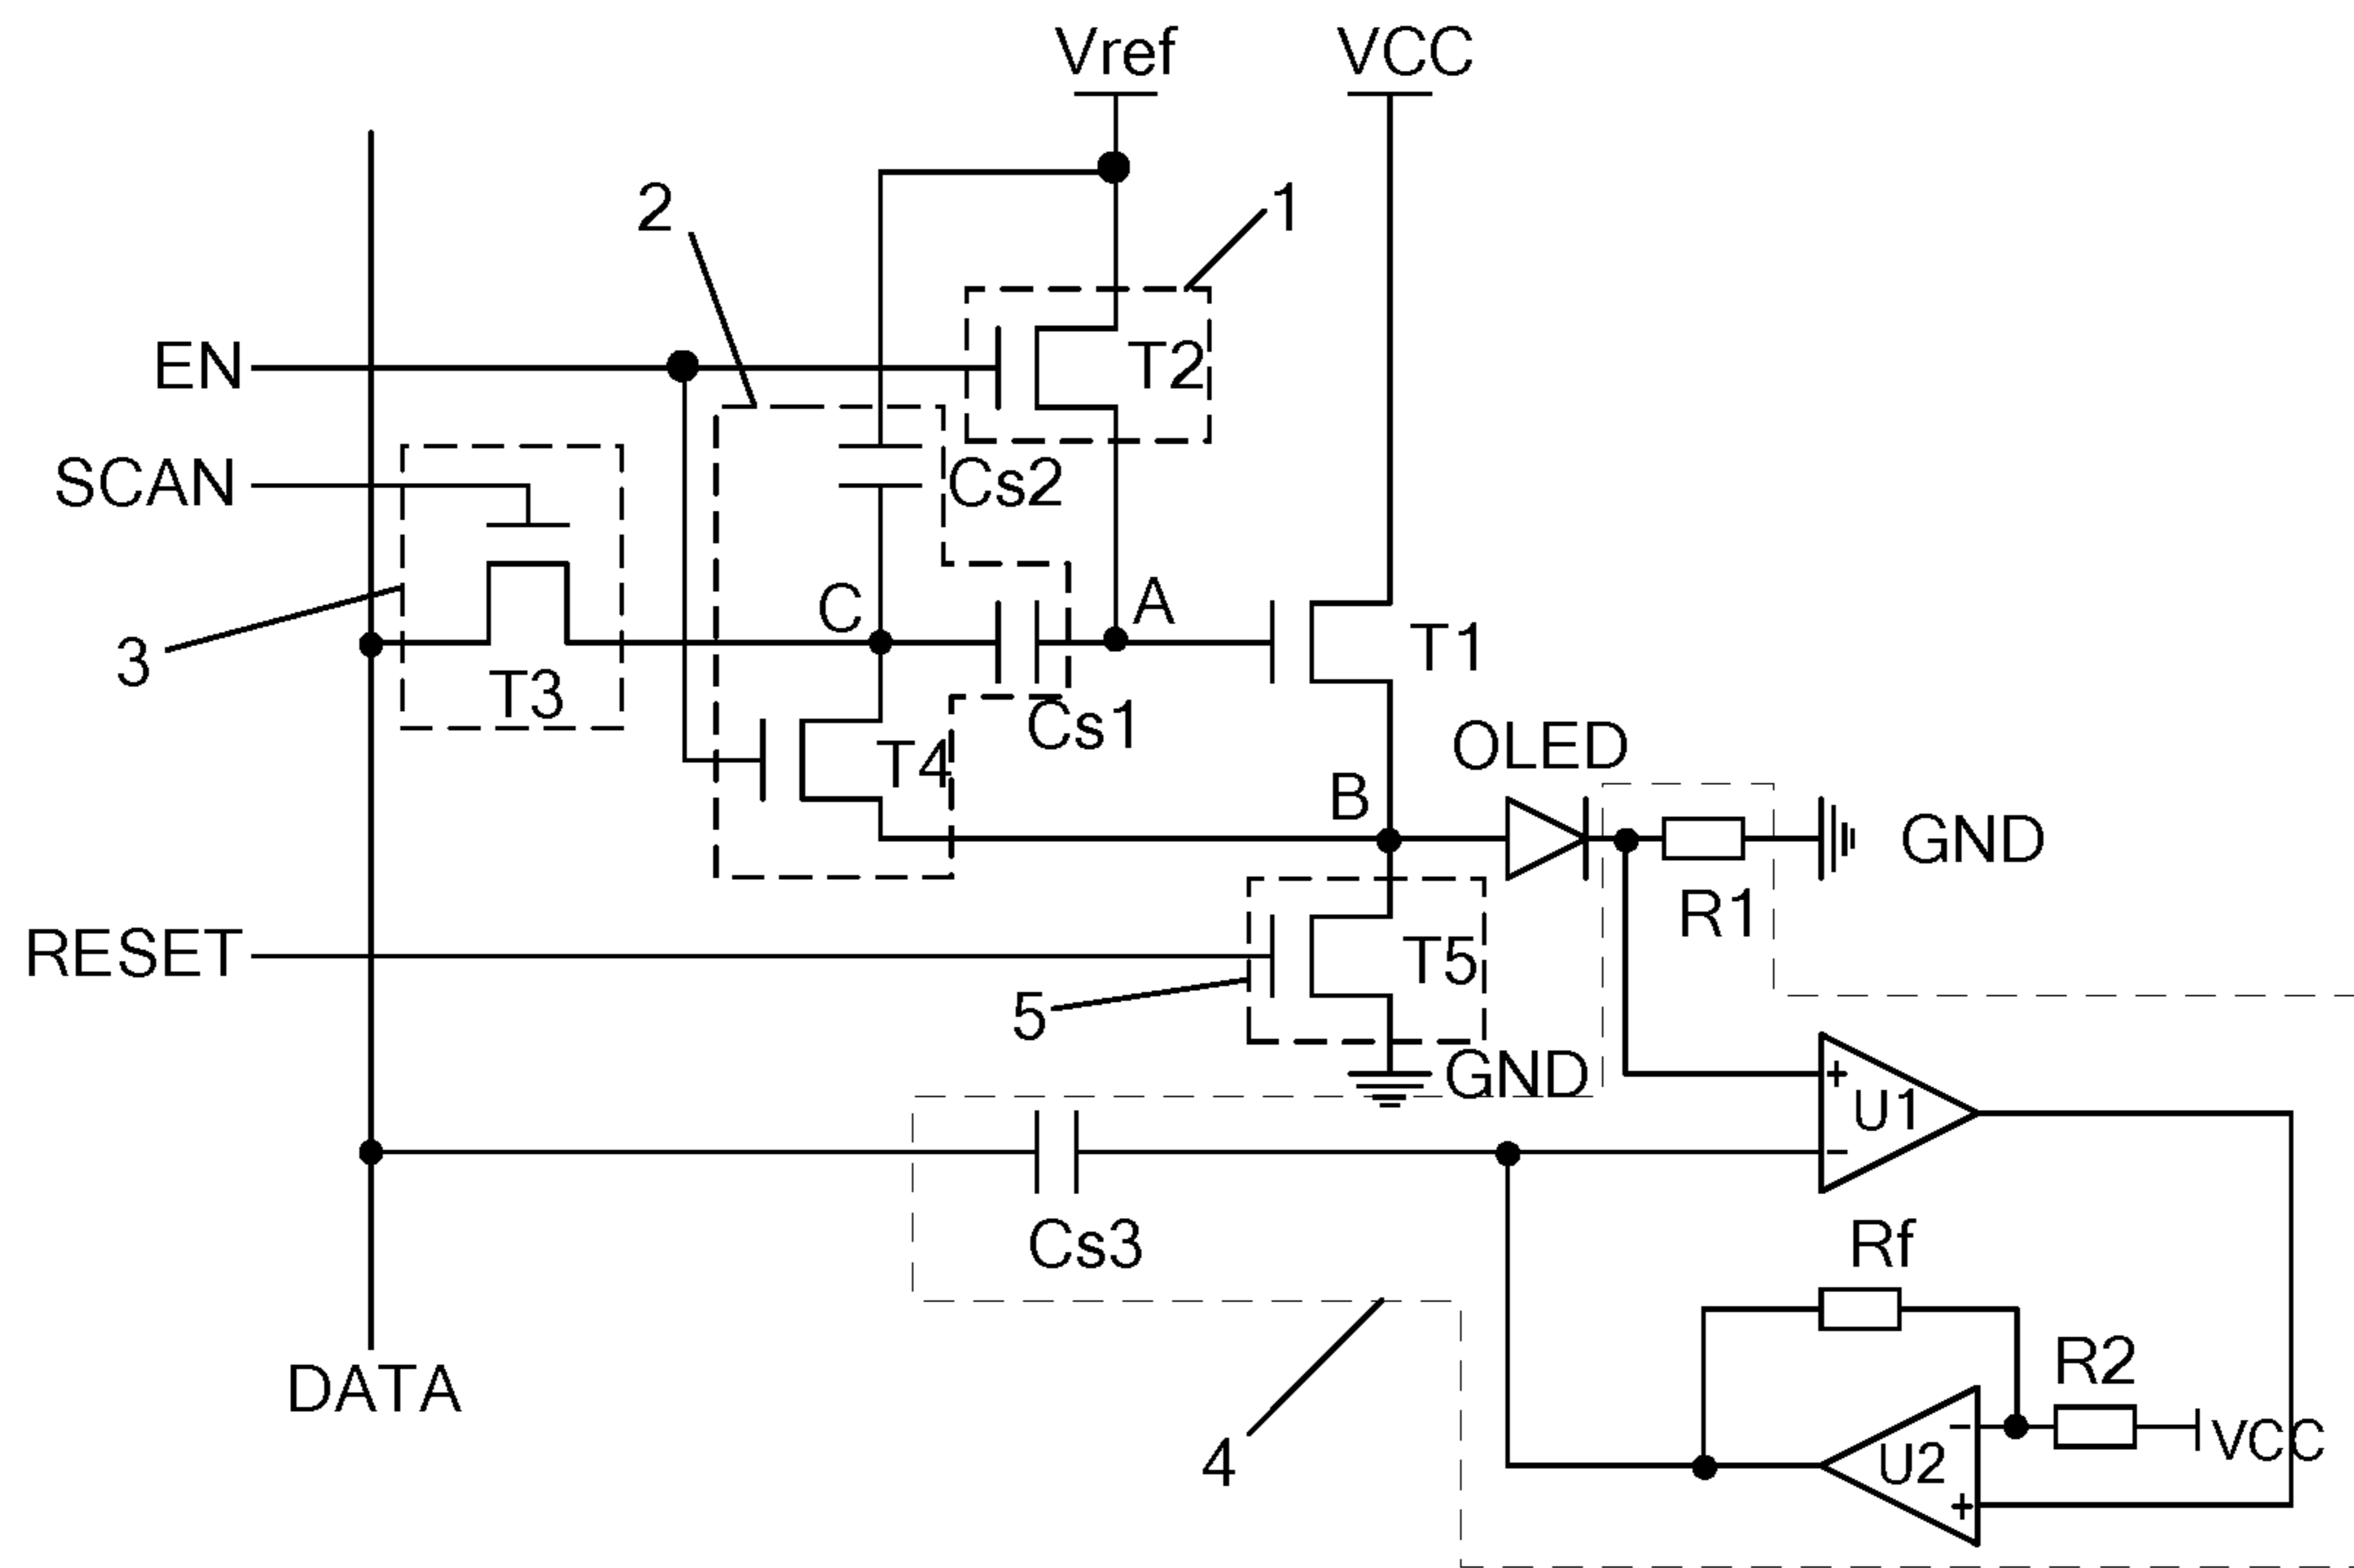 Vref
VCC
2
1
EN
T2
SCAN
Cs2
C
A
3
T3
T1
Cs1
T4
OLED
B
GND
R1
RESET
T5
5
GND
+
U1
−
Cs3
Rf
R2
DATA
−
VCC
4
U2
+